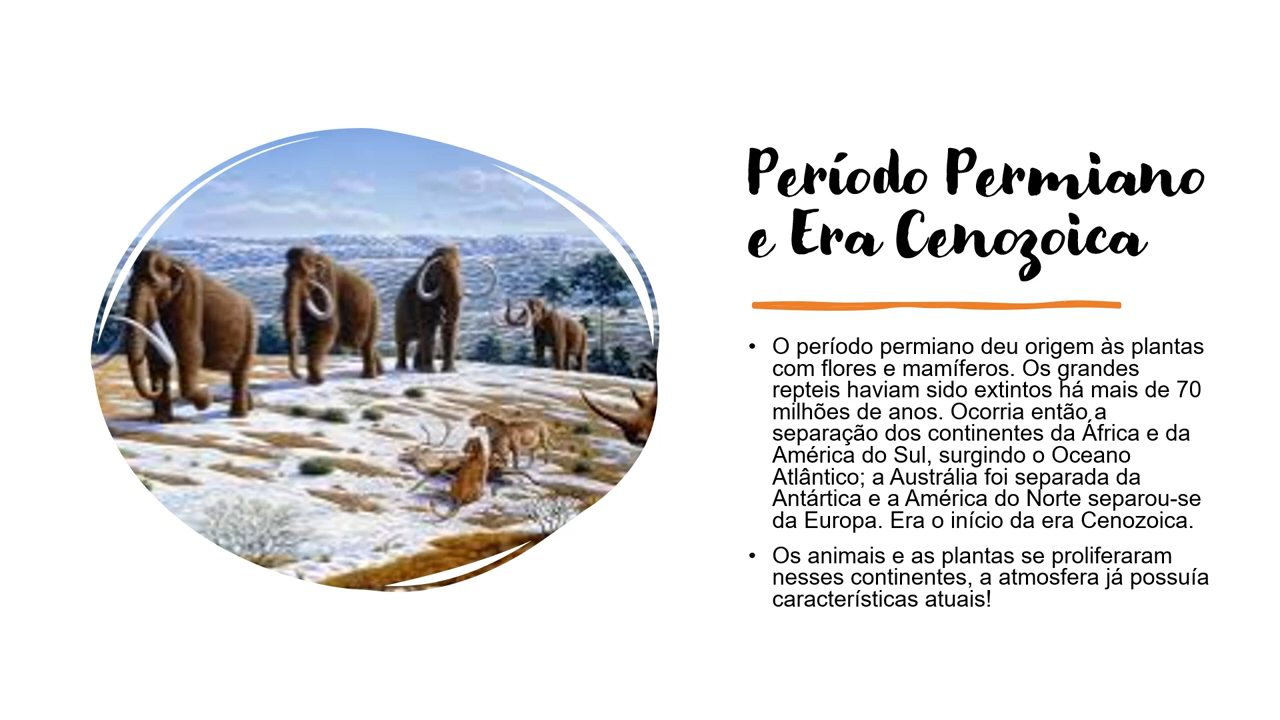 Período Permiano
e Era Cenozoica
• O período permiano deu origem às plantas
com flores e mamíferos. Os grandes
repteis haviam sido extintos há mais de 70
milhões de anos. Ocorria então a
separação dos continentes da África e da
América do Sul, surgindo o Oceano
Atlântico; a Austrália foi separada da
Antártica e a América do Norte separou-se
da Europa. Era o início da era Cenozoica.
• Os animais e as plantas se proliferaram
nesses continentes, a atmosfera já possuía
características atuais!